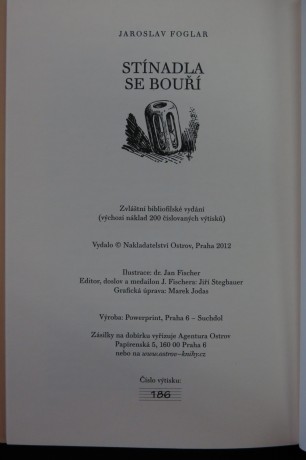 JAROSLAV FOGLAR
STÍNADLA
SE BOUŘÍ
Zvláštní bibliofilské vydání
(výchozí náklad 200 číslovaných výtisků)
Vydalo © Nakladatelství Ostrov, Praha 2012
Ilustrace: dr. Jan Fischer
Editor, doslov a medailon J. Fischera: Jiří Stegbauer
Grafická úprava: Marek Jodas
Výroba: Powerprint, Praha 6 – Suchdol
Zásilky na dobírku vyřizuje Agentura Ostrov
Papírenská 5, 160 00 Praha 6
nebo na www.ostrov-knihy.cz
Číslo výtisku:
186